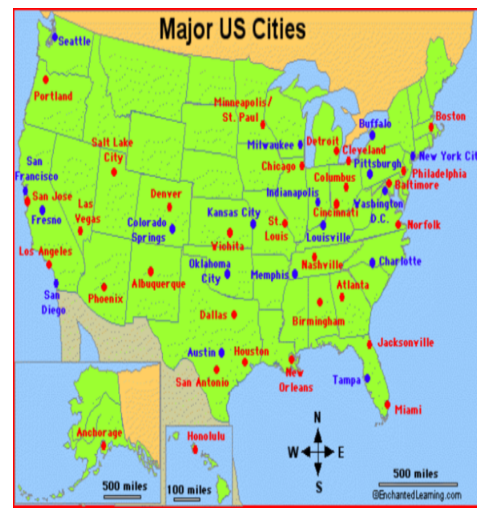 Major US Cities
Seattle
Portland
Minneapolis/
St. Paul
Boston
Buffalo
Milwaukee
Detroit
Cleveland
Salt Lake
City
Chicago
New York Cit
Pittsburgh
Philadelphia
San
Francisco
Columbus
Baltimore
San Jose
Denver
Indianapolis
Washington
D.C.
Fresno
Las
Vegas
Colorado
Springs
Kansas City
St.
Louis
Cincinnati
Norfolk
Wichita
Louisville
Los Angeles
Nashville
Charlotte
Oklahoma
City
Memphis
Albuquerque
Phoenix
San
Diego
Atlanta
Dallas
Birmingham
Jacksonville
Austin
Houston
San Antonio
New
Orleans
Tampa
Miami
Anchorage
Honolulu
N
W E
S
500 miles
100 miles
500 miles
©EnchantedLearning.com